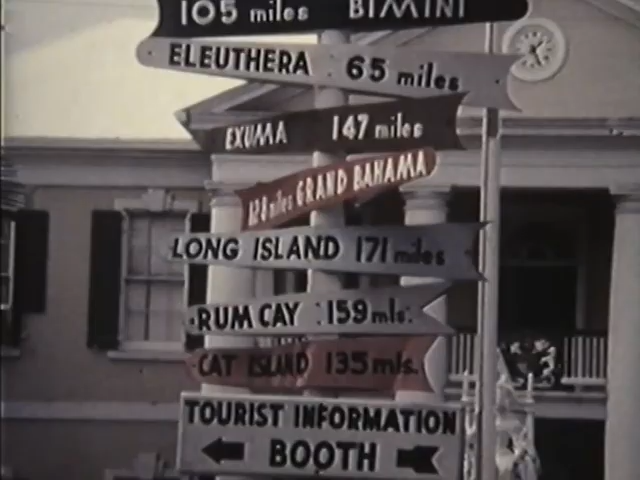 105 miles BIMINI
ELEUTHERA : 65 miles
EXUMA 147 miles
128 miles GRAND BAHAMA
LONG ISLAND 171 miles
RUM CAY : 159 mls.
CAT ISLAND 135 mls.
TOURIST INFORMATION
BOOTH